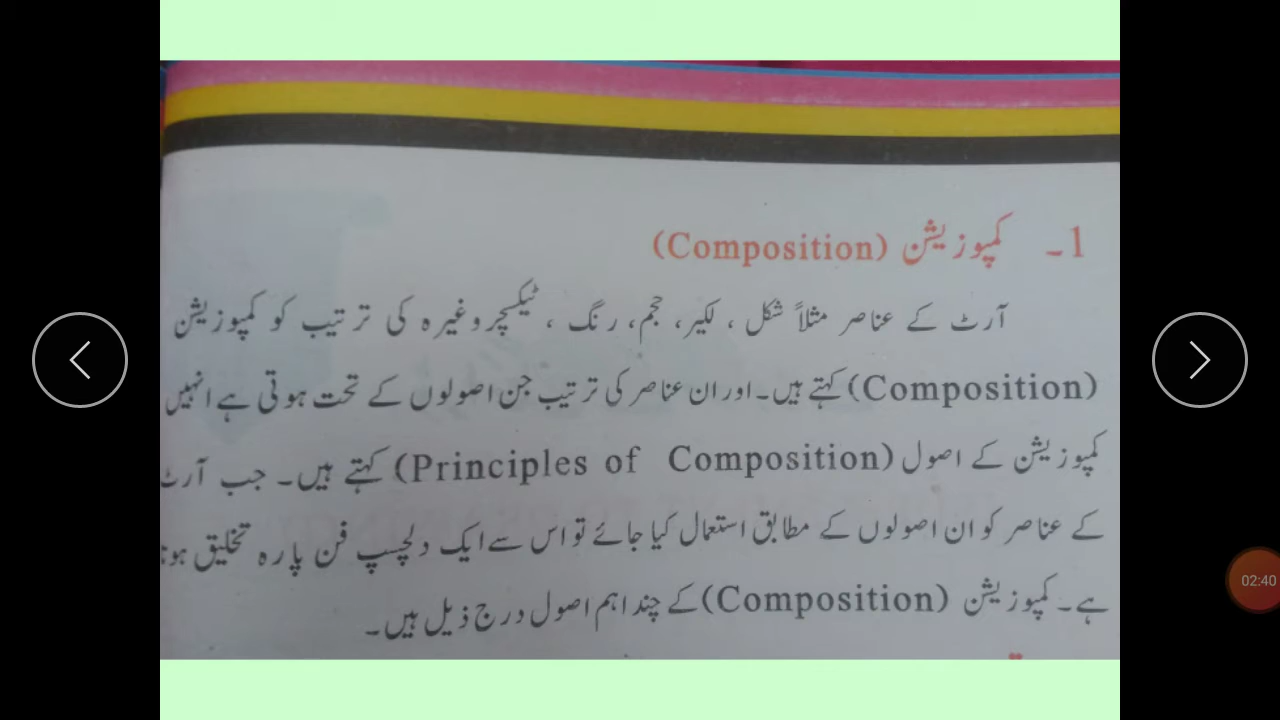 1۔ کمپوزیشن (Composition)
آرٹ کے عناصر مثلاً شکل ، لکیر، حجم، رنگ ، ٹیکسچر وغیرہ کی ترتیب کو کمپوزیشن
(Composition) کہتے ہیں۔ اور ان عناصر کی ترتیب جن اصولوں کے تحت ہوتی ہے انہیں
کمپوزیشن کے اصول (Principles of Composition) کہتے ہیں۔ جب آرٹ
کے عناصر کو ان اصولوں کے مطابق استعمال کیا جائے تو اس سے ایک دلچسپ فن پارہ تخلیق
ہے۔ کمپوزیشن (Composition) کے چند اہم اصول درج ذیل ہیں۔
02:40